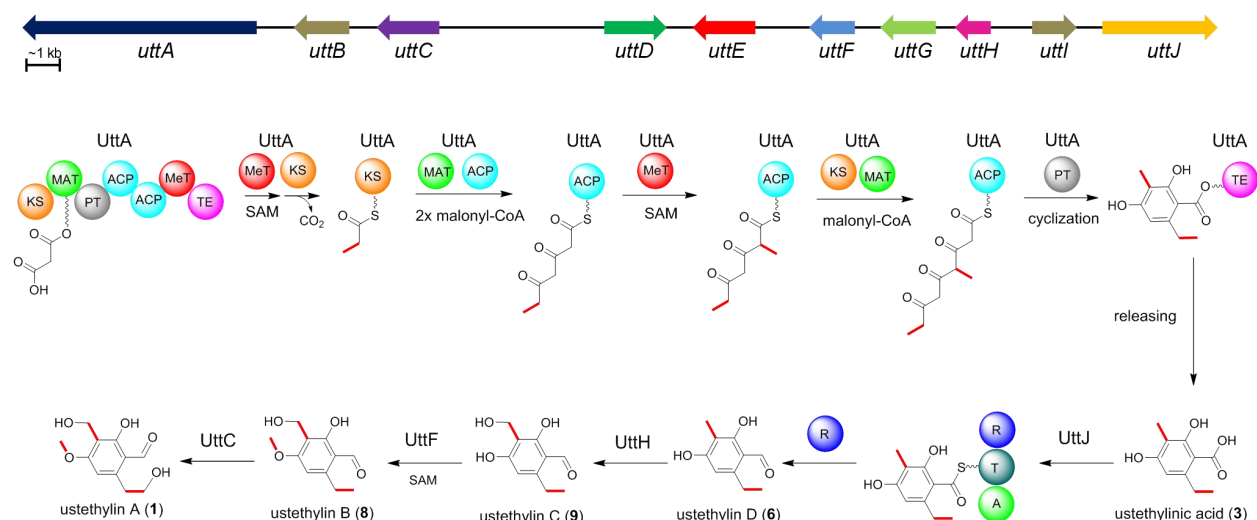 uttA uttB uttC uttD uttE uttF uttG uttH uttI uttJ
~1 kb
UttA UttA UttA UttA UttA UttA UttA UttA UttA UttA UttA
KS MAT PT ACP ACP MeT TE
O O O OH
MeT KS
SAM CO2
KS
O S
MAT ACP
2x malonyl-CoA
ACP
S O O O
MeT
SAM
ACP
S O O O
KS MAT
malonyl-CoA
ACP
S O O O O
PT
cyclization
OH HO O O TE
releasing
HO OH O O OH
ustethylin A (1)
UttC
HO OH O O
ustethylin B (8)
UttF
SAM
HO OH HO O
ustethylin C (9)
UttH
OH HO O
ustethylin D (6)
R
OH HO S O
R T A
UttJ
OH HO OH O
ustethylinic acid (3)